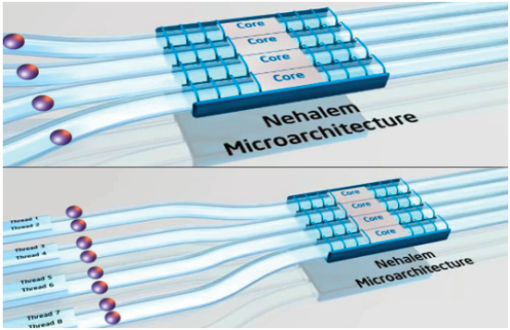 Core
Core
Core
Core
Nehalem
Microarchitecture
Thread 1
Thread 2
Thread 3
Thread 4
Thread 5
Thread 6
Thread 7
Thread 8
Core
Core
Core
Core
Nehalem
Microarchitecture